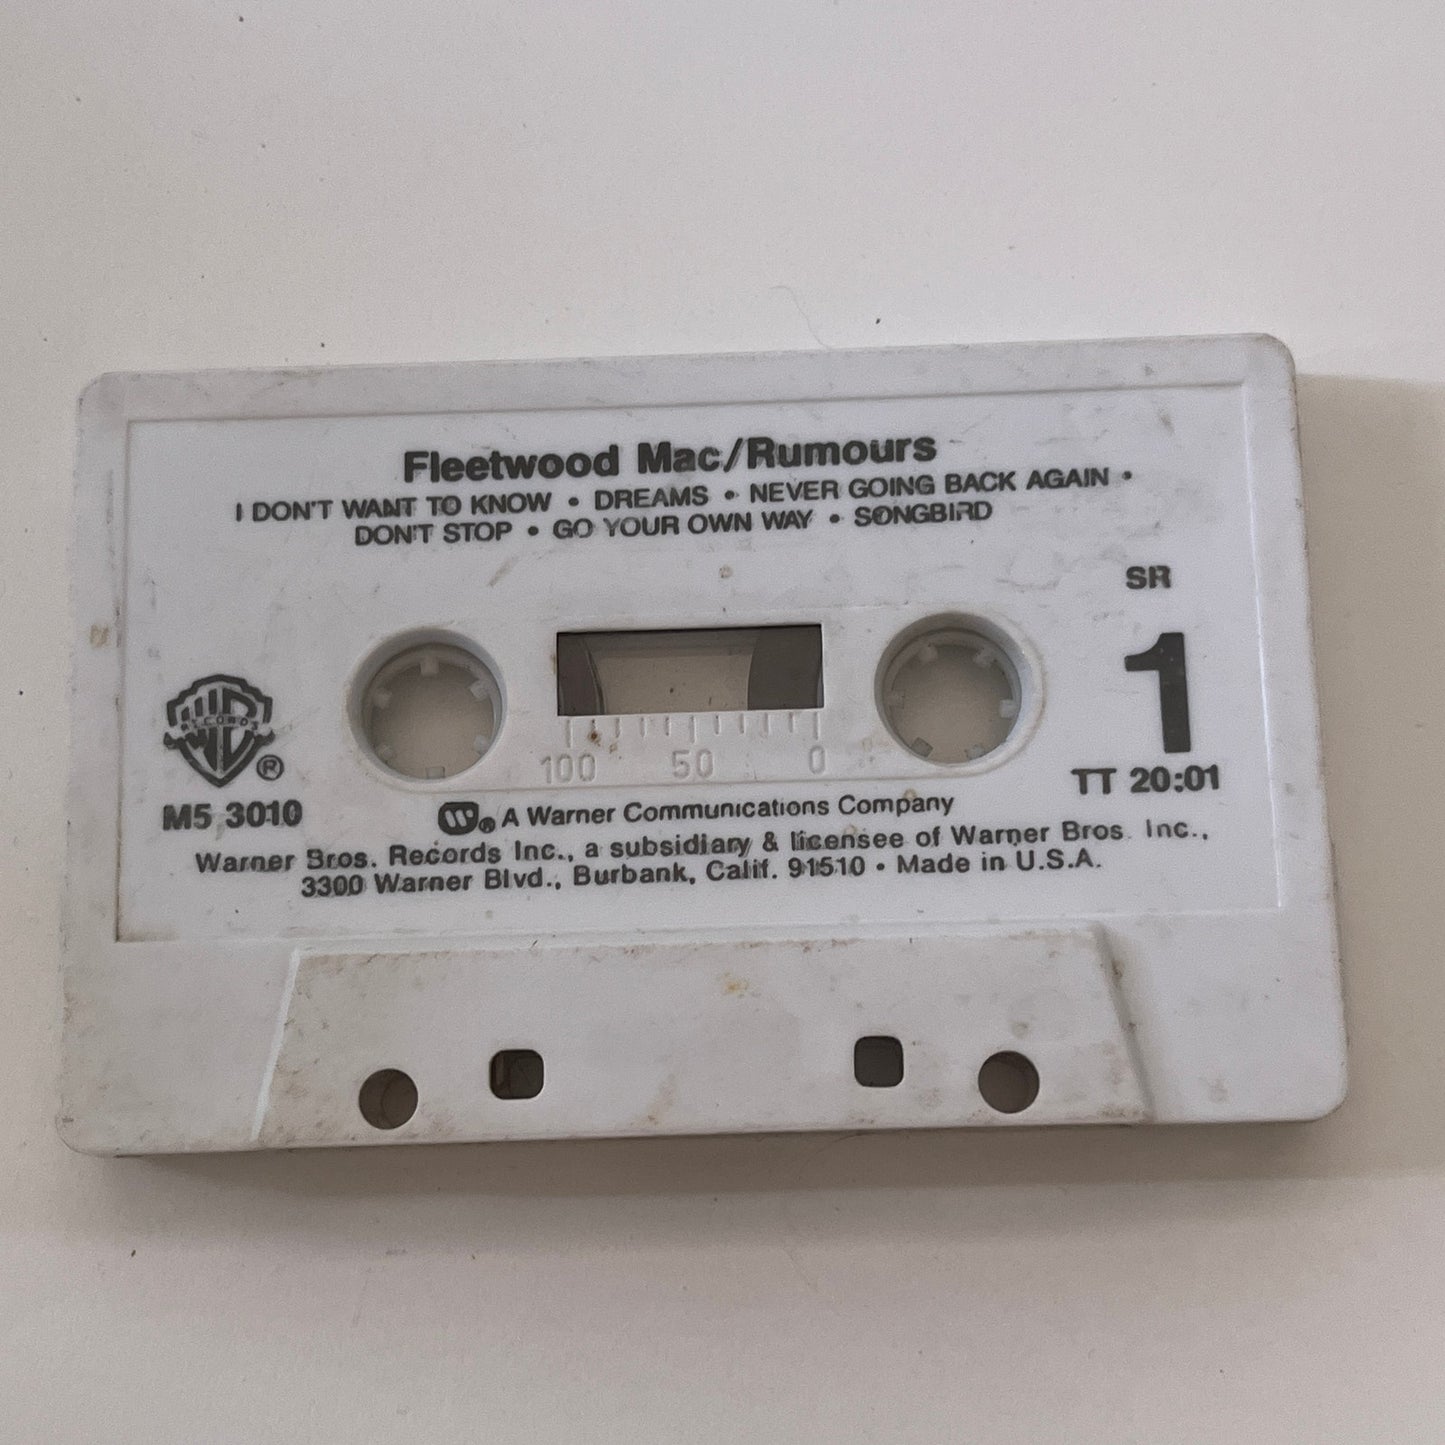 Fleetwood Mac/Rumours
I DON'T WANT TO KNOW • DREAMS • NEVER GOING BACK AGAIN •
DON'T STOP • GO YOUR OWN WAY • SONGBIRD
SR
1
RECORDS
®
100 50 0
TT 20:01
M5 3010
W® A Warner Communications Company
Warner Bros. Records Inc., a subsidiary & licensee of Warner Bros. Inc.,
3300 Warner Blvd., Burbank, Calif. 91510 • Made in U.S.A.